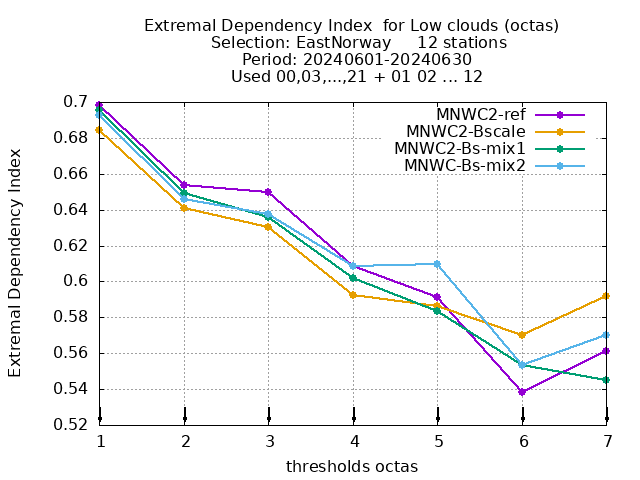 Extremal Dependency Index  for Low clouds (octas)
Selection: EastNorway     12 stations
Period: 20240601-20240630
Used 00,03,...,21 + 01 02 ... 12
MNWC2-ref
MNWC2-Bscale
MNWC2-Bs-mix1
MNWC-Bs-mix2
Extremal Dependency Index
0.7
0.68
0.66
0.64
0.62
0.6
0.58
0.56
0.54
0.52
1 2 3 4 5 6 7
thresholds octas